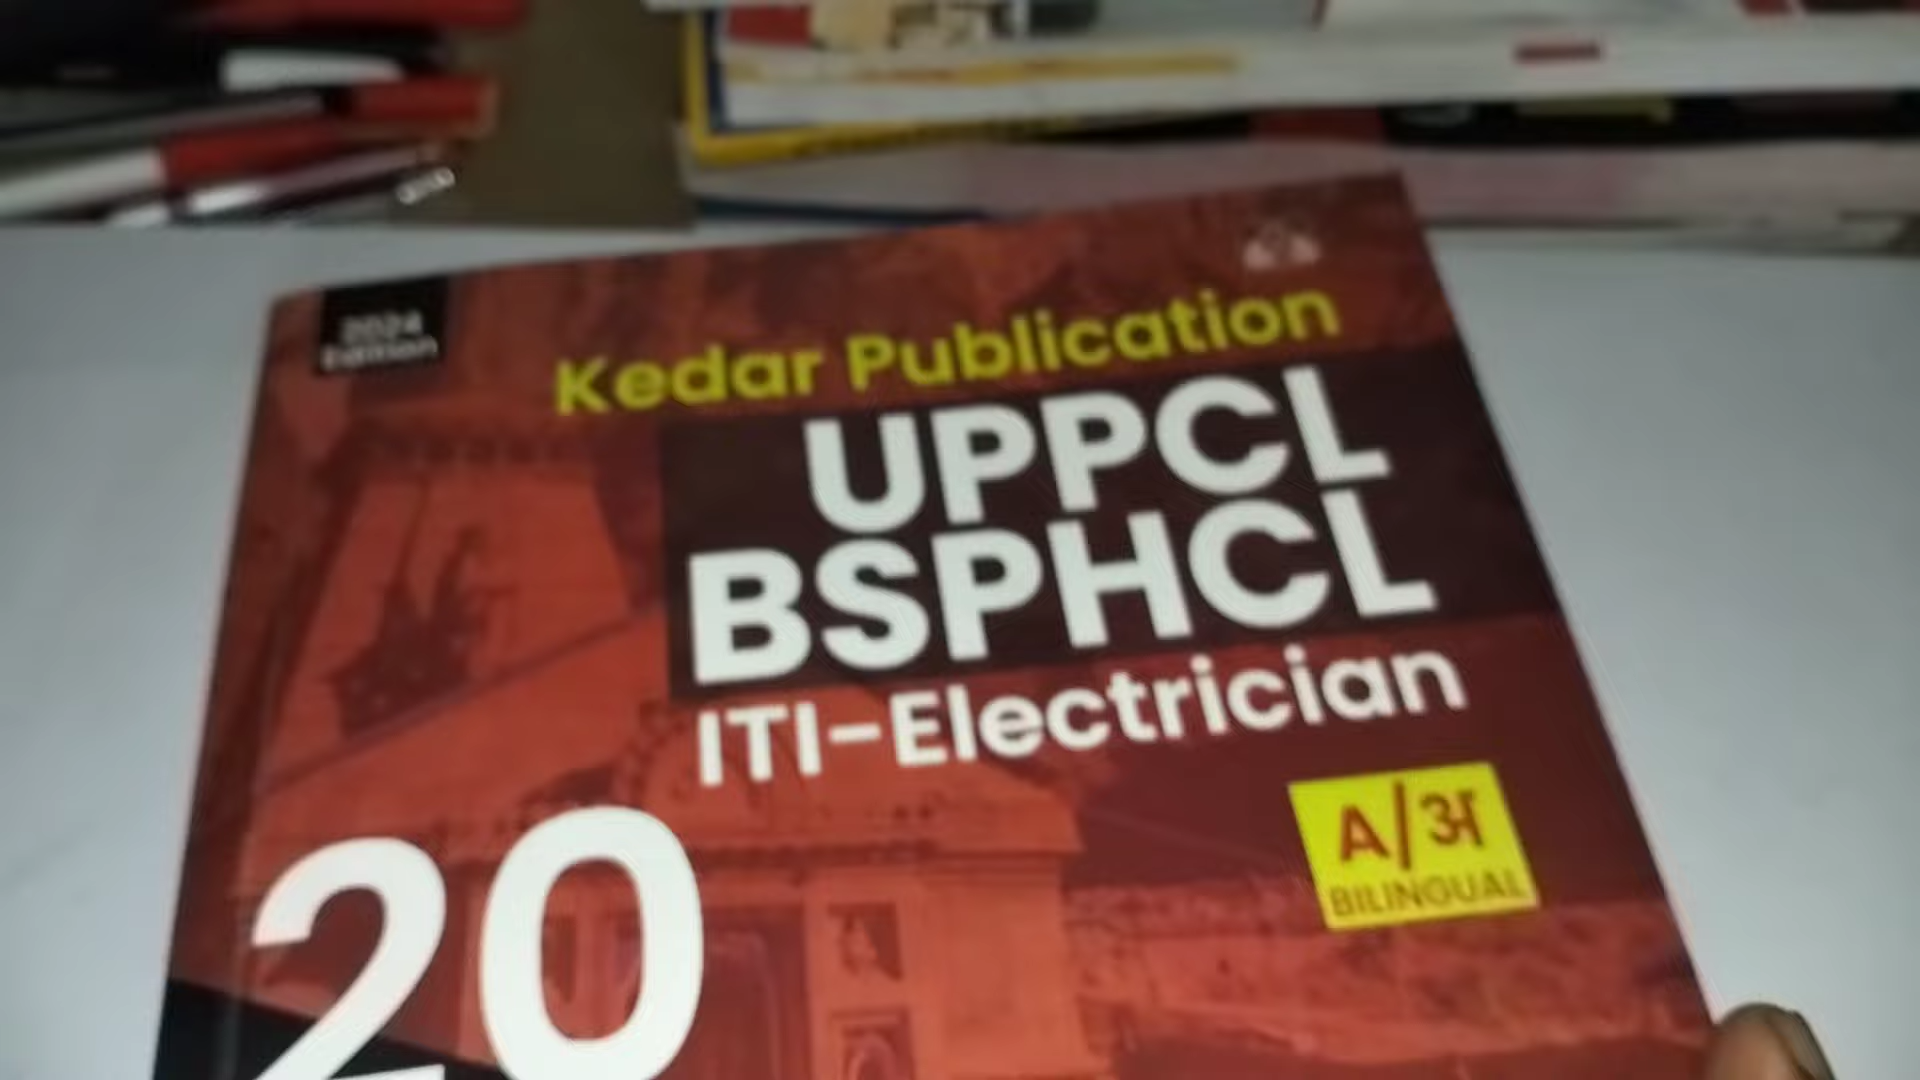 2024
Edition
Kedar Publication
UPPCL
BSPHCL
ITI-Electrician
A/अ
BILINGUAL
20